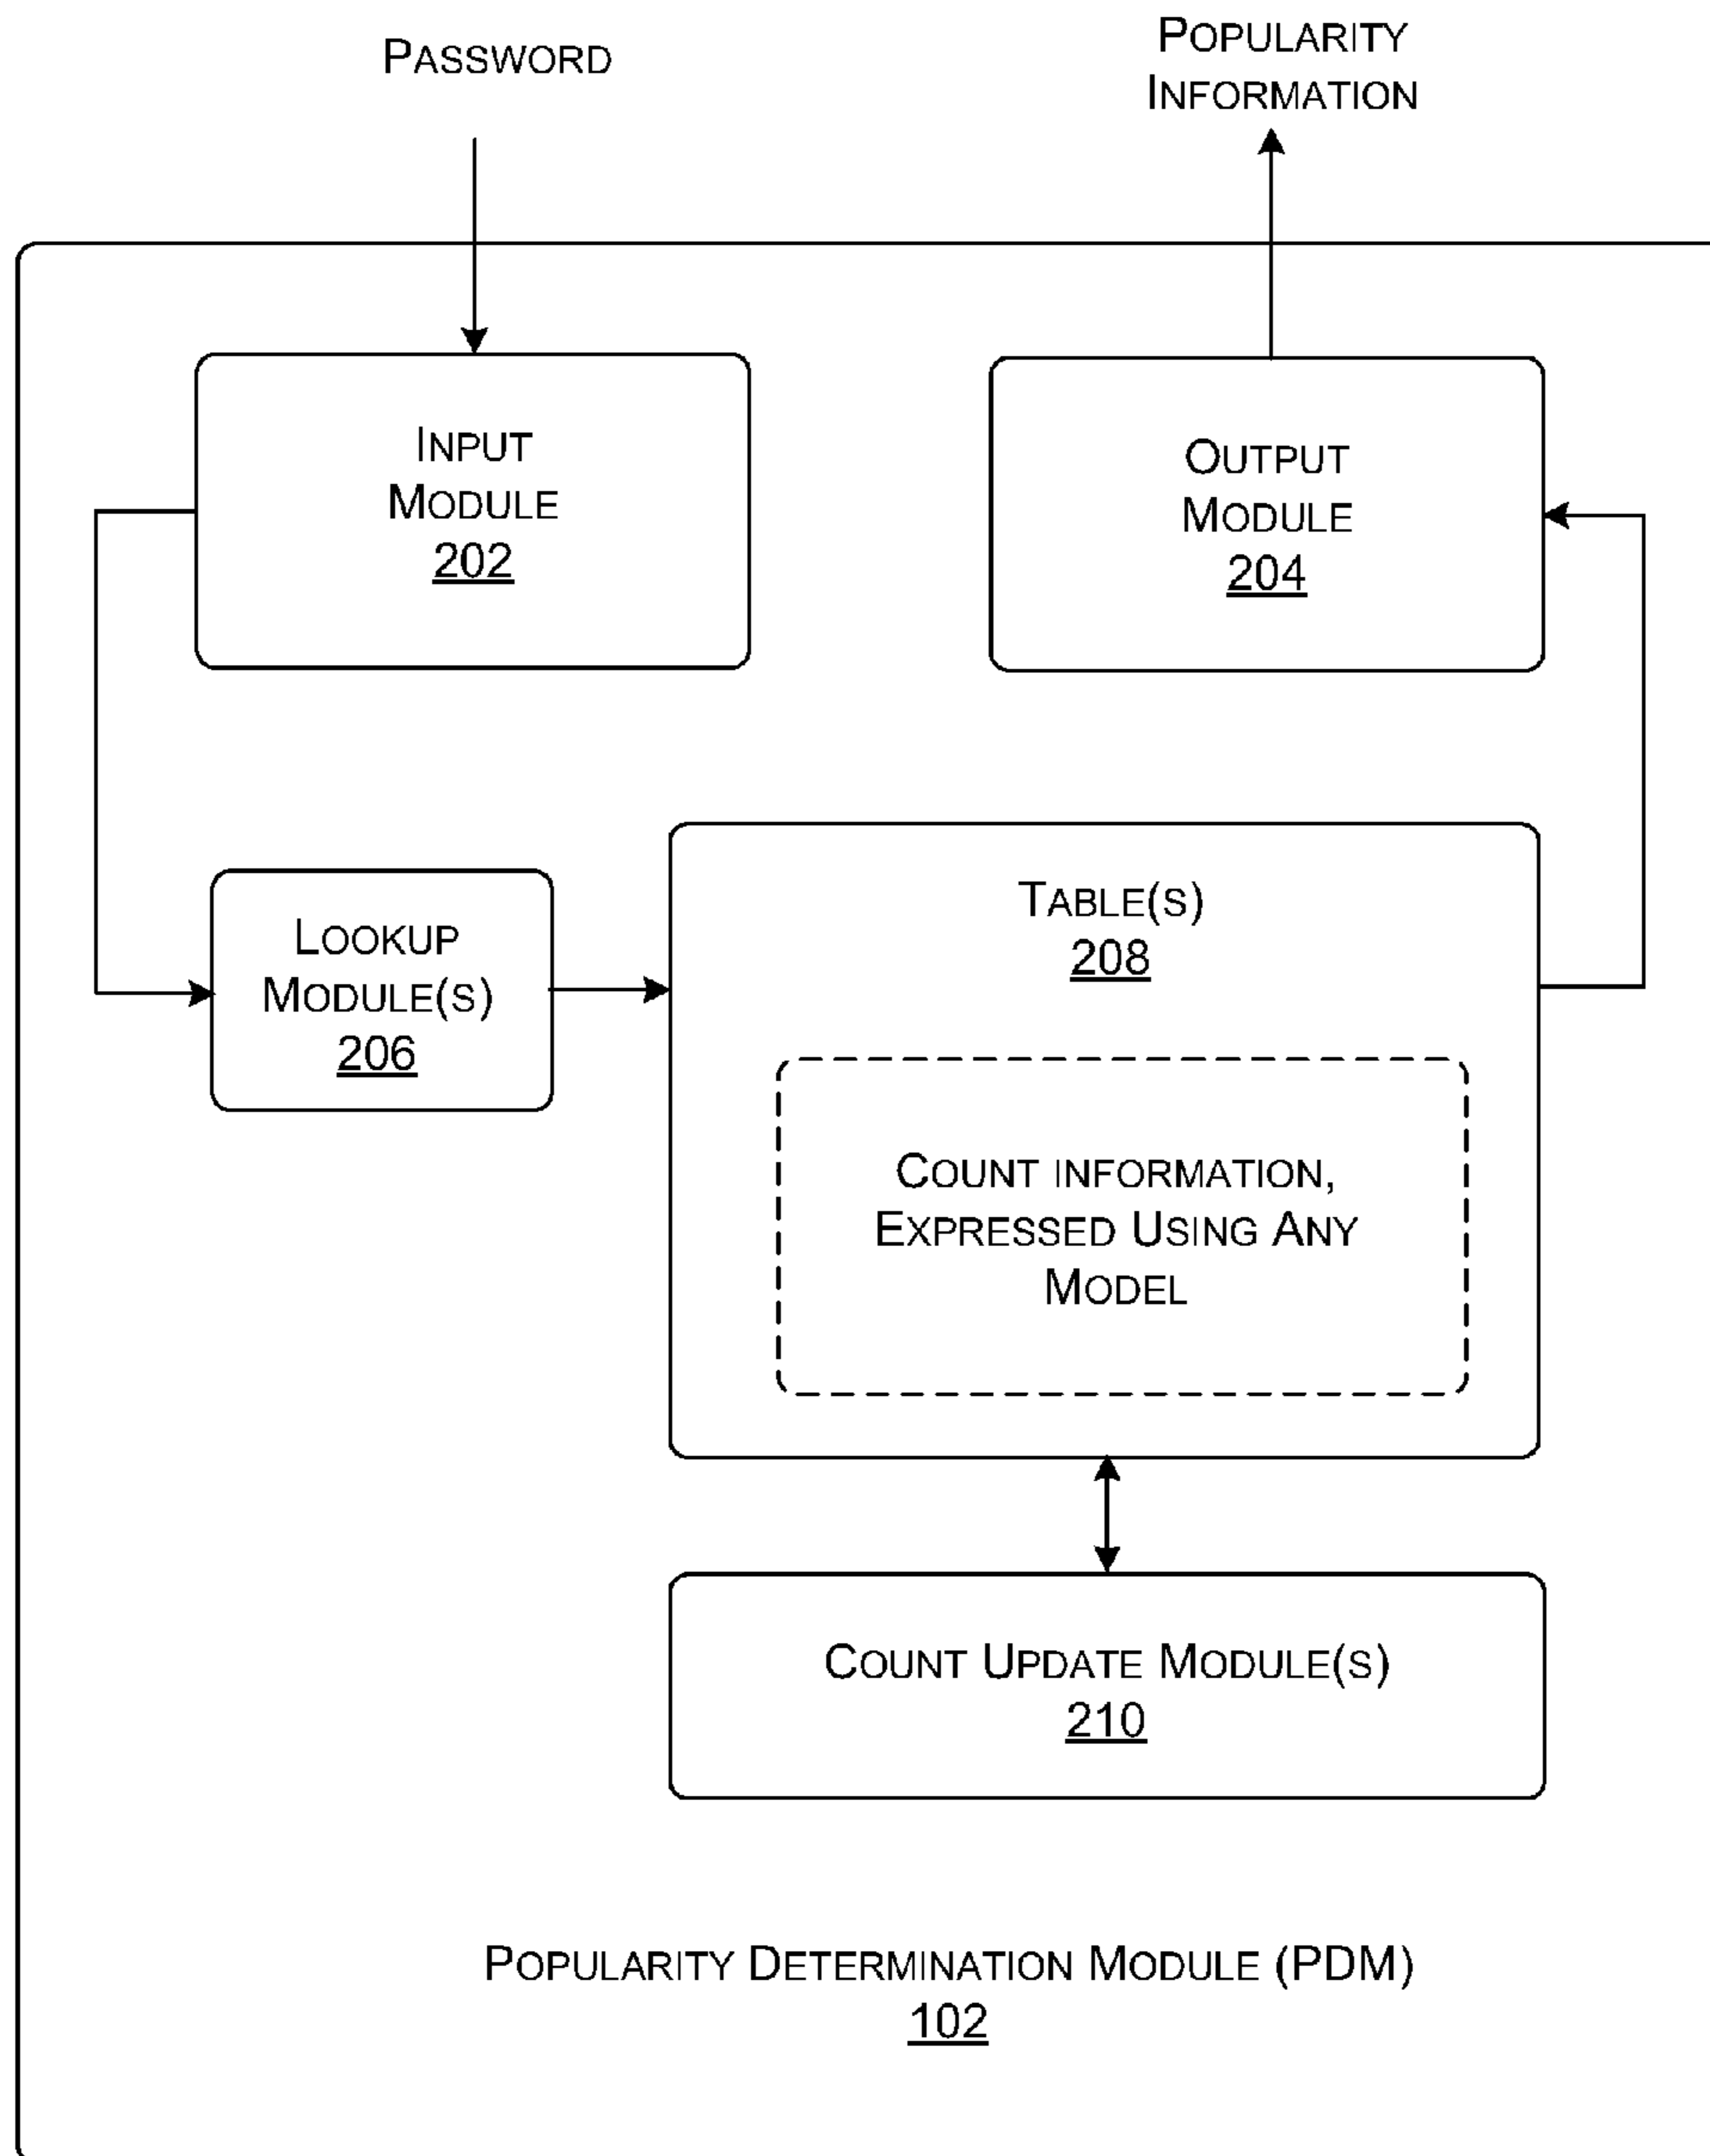 PASSWORD
POPULARITY
INFORMATION
INPUT
MODULE
202
OUTPUT
MODULE
204
LOOKUP
MODULE(S)
206
TABLE(S)
208
COUNT INFORMATION,
EXPRESSED USING ANY
MODEL
COUNT UPDATE MODULE(S)
210
POPULARITY DETERMINATION MODULE (PDM)
102